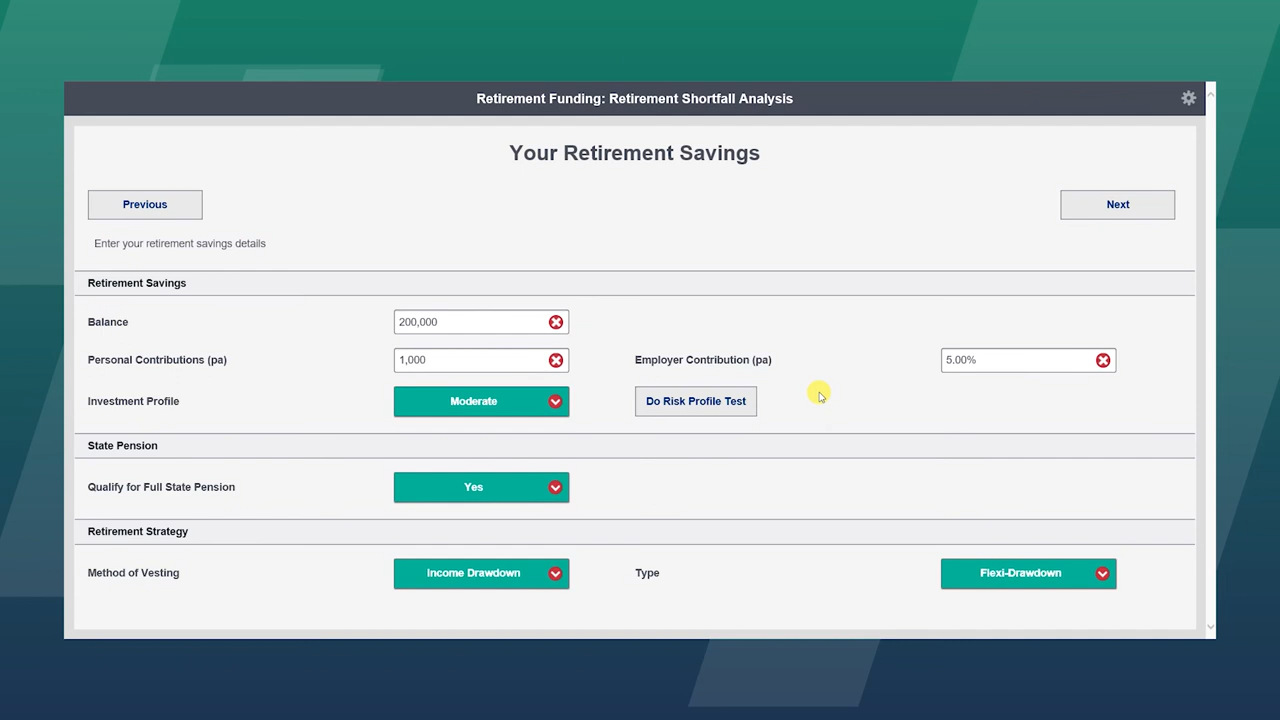 Retirement Funding: Retirement Shortfall Analysis
Your Retirement Savings
Previous
Next
Enter your retirement savings details
Retirement Savings
Balance
200,000
Personal Contributions (pa)
1,000
Employer Contribution (pa)
5.00%
Investment Profile
Moderate
Do Risk Profile Test
State Pension
Qualify for Full State Pension
Yes
Retirement Strategy
Method of Vesting
Income Drawdown
Type
Flexi-Drawdown